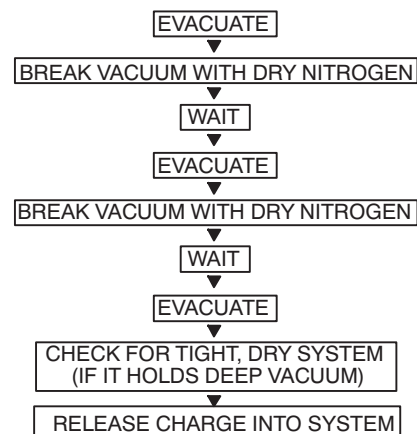 EVACUATE
BREAK VACUUM WITH DRY NITROGEN
WAIT
EVACUATE
BREAK VACUUM WITH DRY NITROGEN
WAIT
EVACUATE
CHECK FOR TIGHT, DRY SYSTEM
(IF IT HOLDS DEEP VACUUM)
RELEASE CHARGE INTO SYSTEM